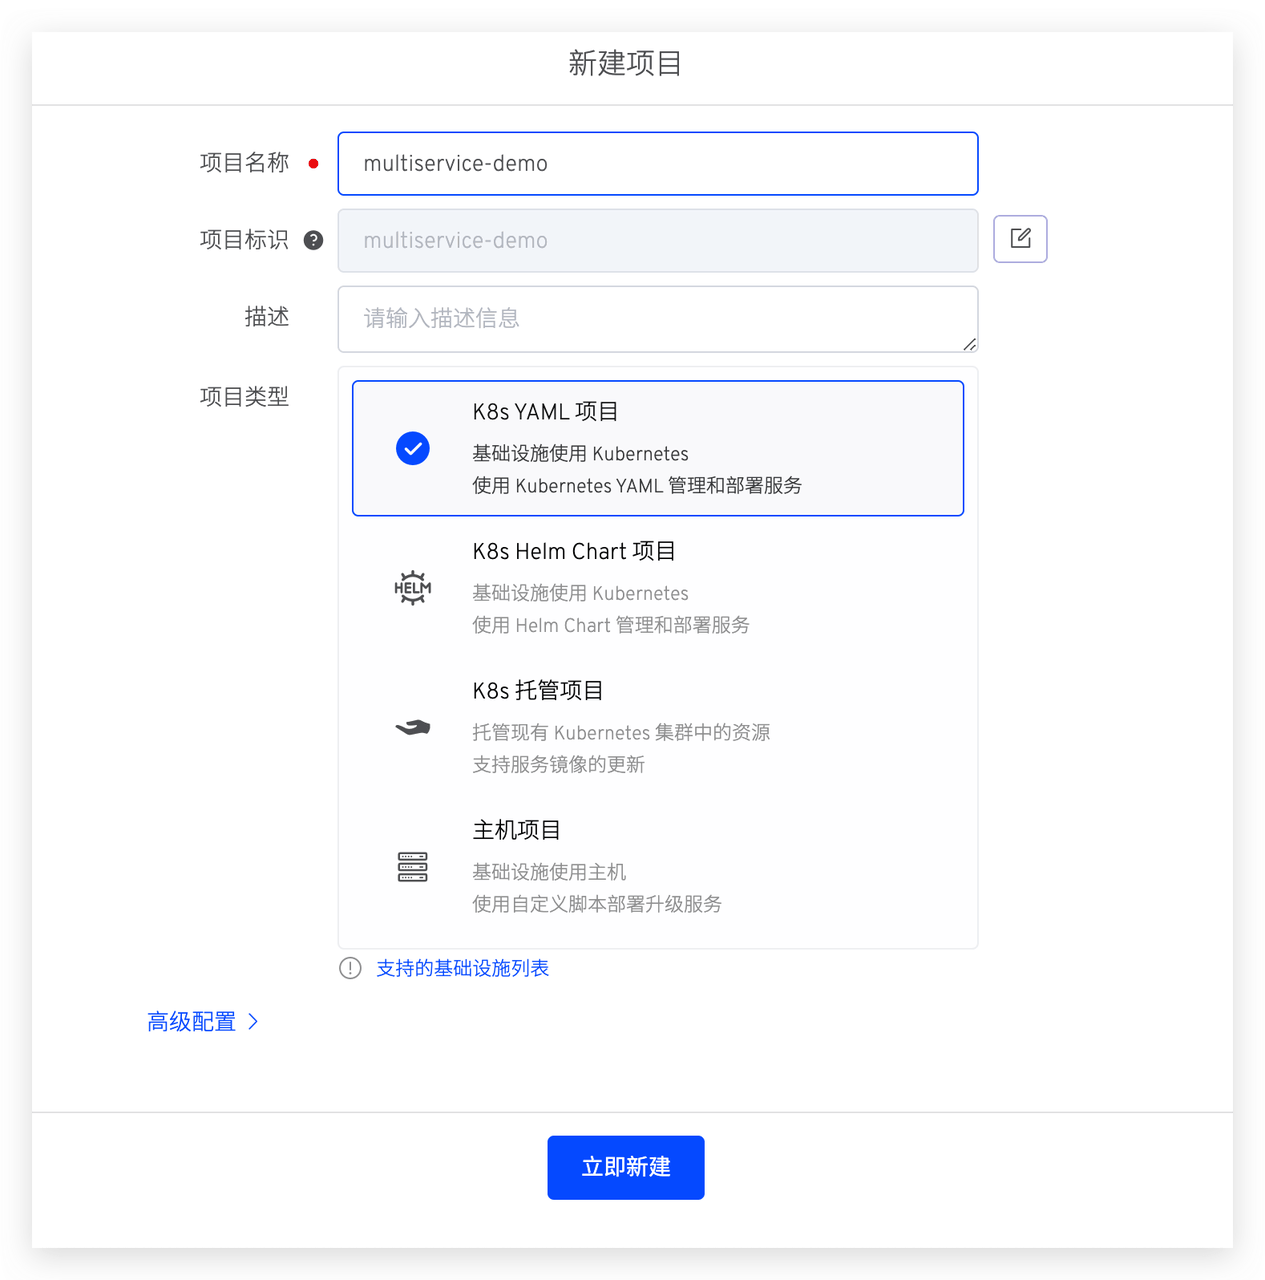 新建项目
项目名称
multiservice-demo
项目标识
multiservice-demo
描述
请输入描述信息
项目类型
K8s YAML 项目
基础设施使用 Kubernetes
使用 Kubernetes YAML 管理和部署服务
HELM
K8s Helm Chart 项目
基础设施使用 Kubernetes
使用 Helm Chart 管理和部署服务
K8s 托管项目
托管现有 Kubernetes 集群中的资源
支持服务镜像的更新
主机项目
基础设施使用主机
使用自定义脚本部署升级服务
支持的基础设施列表
高级配置
立即新建